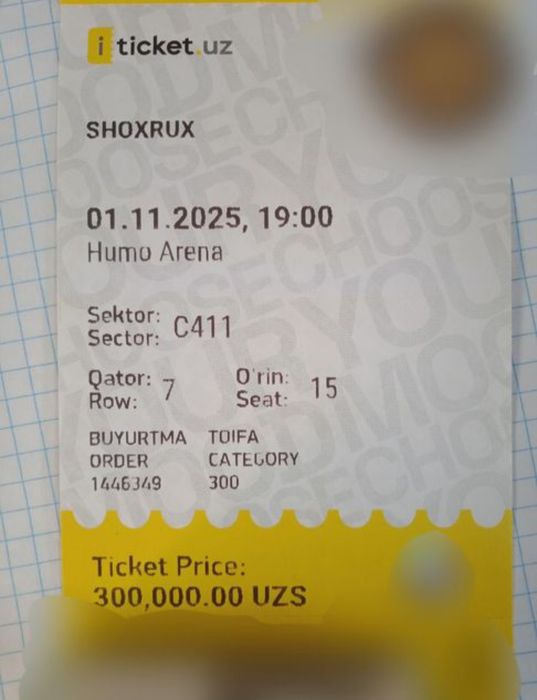 iticket.uz
SHOXRUX
01.11.2025, 19:00
Humo Arena
Sektor:
Sector: C411
Qator: O'rin:
Row: 7 Seat: 15
BUYURTMA TOIFA
ORDER CATEGORY
1446349 300
Ticket Price:
300,000.00 UZS